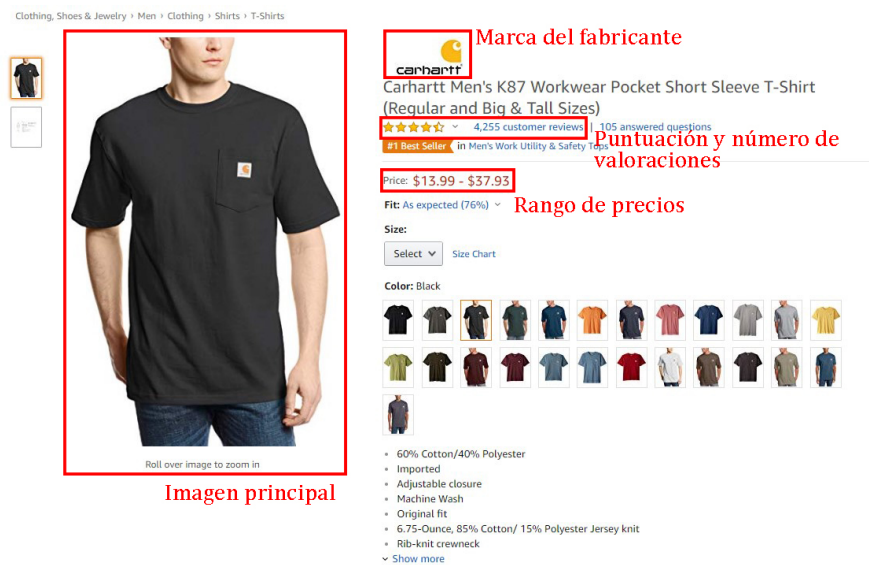 Clothing, Shoes & Jewelry › Men › Clothing › Shirts › T-Shirts
carhartt
Marca del fabricante
Carhartt Men's K87 Workwear Pocket Short Sleeve T-Shirt
(Regular and Big & Tall Sizes)
4,255 customer reviews | 105 answered questions
Puntuación y número de
valoraciones
#1 Best Seller in Men's Work Utility & Safety Tops
Price: $13.99 - $37.93
Rango de precios
Fit: As expected (76%)
Size:
Select
Size Chart
Color: Black
Roll over image to zoom in
Imagen principal
• 60% Cotton/40% Polyester
• Imported
• Adjustable closure
• Machine Wash
• Original fit
• 6.75-Ounce, 85% Cotton/ 15% Polyester Jersey knit
• Rib-knit crewneck
Show more